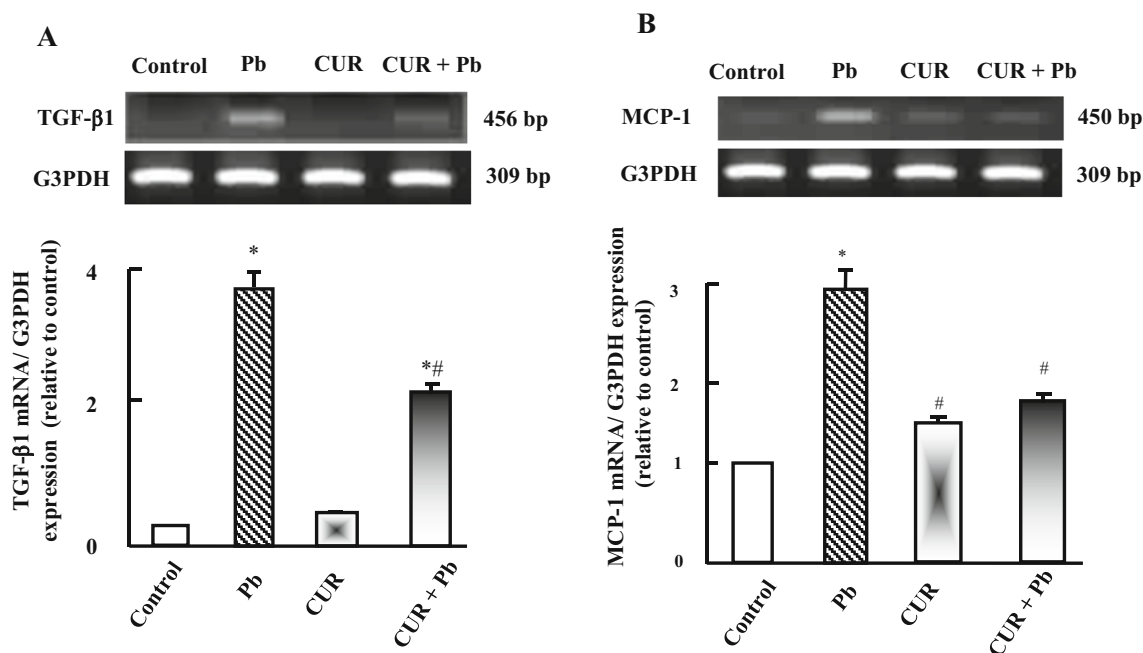 A
Control Pb CUR CUR + Pb
TGF-β1 456 bp
G3PDH 309 bp
TGF-β1 mRNA/ G3PDH
expression (relative to control)
4
2
0
*
*#
Control
Pb
CUR
CUR + Pb
B
Control Pb CUR CUR + Pb
MCP-1 450 bp
G3PDH 309 bp
MCP-1 mRNA/ G3PDH expression
(relative to control)
3
2
1
0
*
#
#
Control
Pb
CUR
CUR + Pb